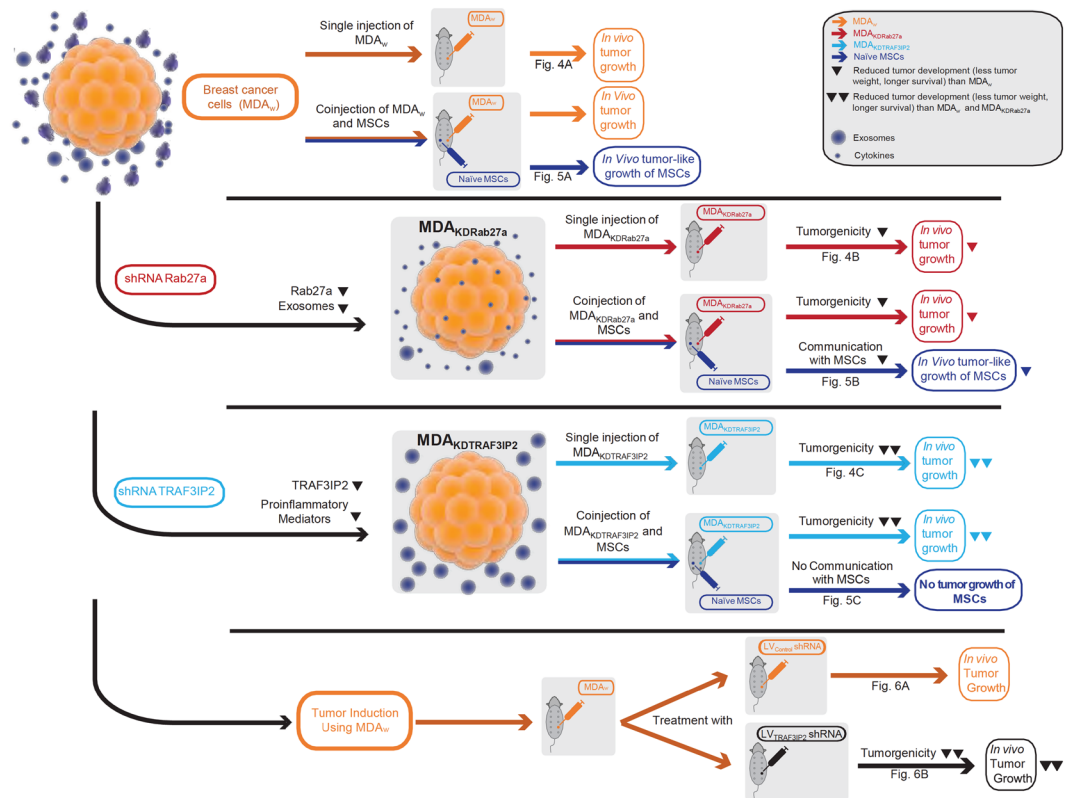 Breast cancer
cells (MDAw)
Single injection of
MDAw
MDAw
Fig. 4A
In vivo
tumor
growth
Coinjection of MDAw
and MSCs
MDAw
Naïve MSCs
In Vivo
tumor
growth
Fig. 5A
In Vivo tumor-like
growth of MSCs
MDAw
MDAKDRab27a
MDAKDTRAF3IP2
Naïve MSCs
Reduced tumor development (less tumor
weight, longer survival) than MDAw
Reduced tumor development (less tumor weight,
longer survival) than MDAw and MDAKDRab27a
Exosomes
Cytokines
shRNA Rab27a
Rab27a ▼
Exosomes ▼
MDAKDRab27a
Single injection of
MDAKDRab27a
MDAKDRab27a
Tumorgenicity ▼
Fig. 4B
In vivo
tumor
growth ▼
Coinjection of
MDAKDRab27a and
MSCs
MDAKDRab27a
Naïve MSCs
Tumorgenicity ▼
In vivo
tumor
growth ▼
Communication
with MSCs ▼
Fig. 5B
In Vivo tumor-like
growth of MSCs ▼
shRNA TRAF3IP2
TRAF3IP2 ▼
Proinflammatory
Mediators ▼
MDAKDTRAF3IP2
Single injection of
MDAKDTRAF3IP2
MDAKDTRAF3IP2
Tumorgenicity ▼▼
Fig. 4C
In vivo
tumor
growth ▼▼
Coinjection of
MDAKDTRAF3IP2 and
MSCs
MDAKDTRAF3IP2
Naïve MSCs
Tumorgenicity ▼▼
In vivo
tumor
growth ▼▼
No Communication
with MSCs
Fig. 5C
No tumor growth of
MSCs
Tumor Induction
Using MDAw
MDAw
Treatment with
LVControl shRNA
Fig. 6A
In vivo
Tumor
Growth
LVTRAF3IP2 shRNA
Tumorgenicity ▼▼
Fig. 6B
In vivo
Tumor
Growth ▼▼